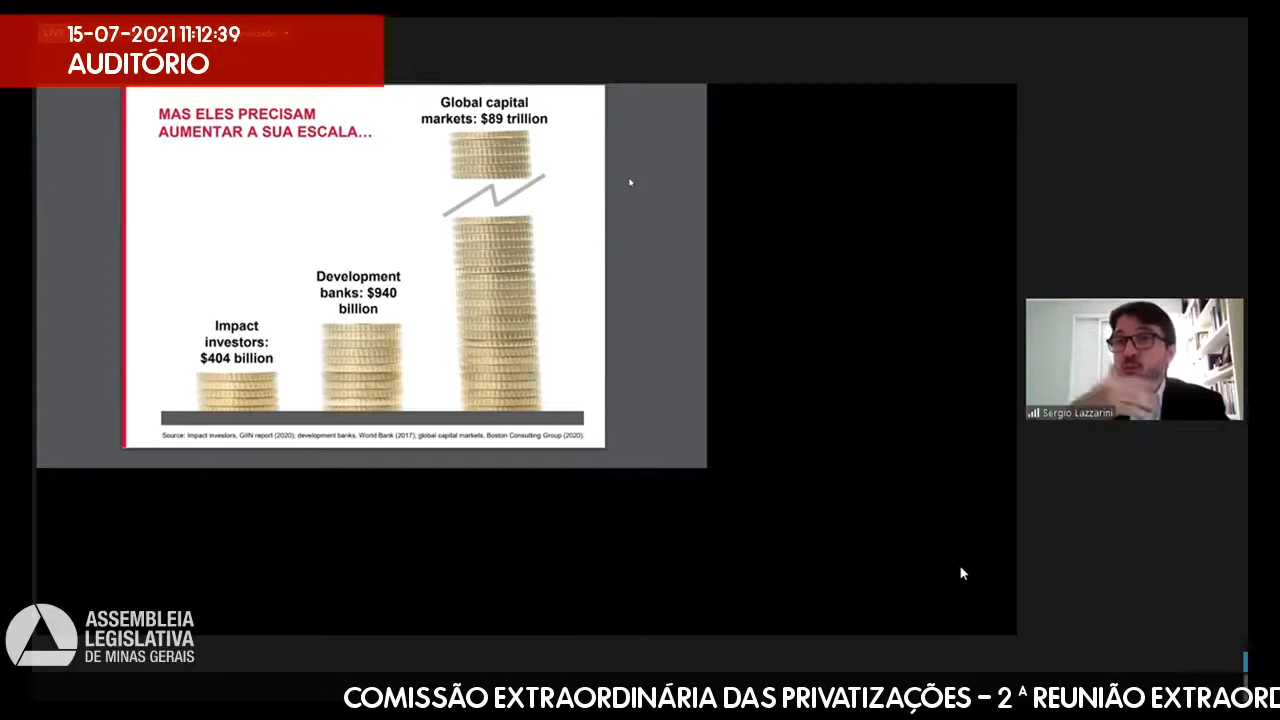 LIVE
15-07-2021 11:12:39
AUDITÓRIO
MAS ELES PRECISAM
AUMENTAR A SUA ESCALA…
Global capital
markets: $89 trillion
Development
banks: $940
billion
Impact
investors:
$404 billion
Source: Impact investors, GIIN report (2020); development banks, World Bank (2017); global capital markets, Boston Consulting Group (2020).
Sergio Lazzarini
ASSEMBLEIA
LEGISLATIVA
DE MINAS GERAIS
COMISSÃO EXTRAORDINÁRIA DAS PRIVATIZAÇÕES - 2 ª REUNIÃO EXTRAORD